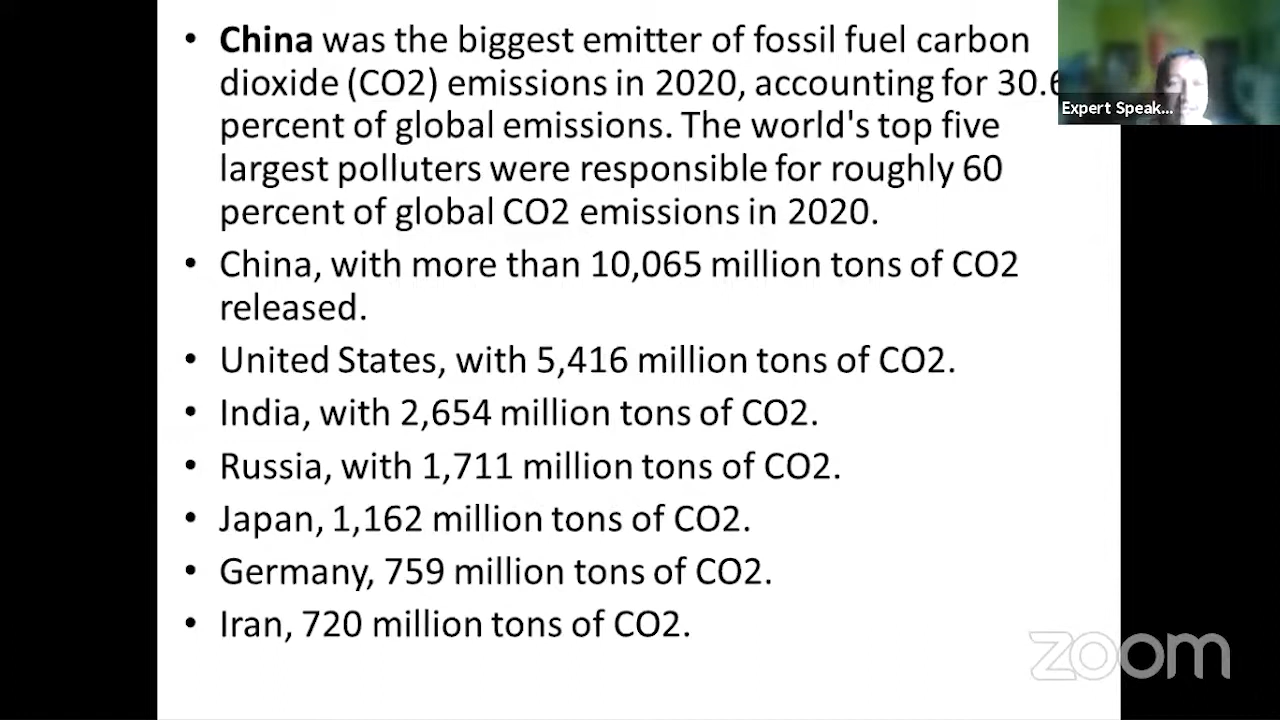 • China was the biggest emitter of fossil fuel carbon
dioxide (CO2) emissions in 2020, accounting for 30.6
percent of global emissions. The world's top five
largest polluters were responsible for roughly 60
percent of global CO2 emissions in 2020.
• China, with more than 10,065 million tons of CO2
released.
• United States, with 5,416 million tons of CO2.
• India, with 2,654 million tons of CO2.
• Russia, with 1,711 million tons of CO2.
• Japan, 1,162 million tons of CO2.
• Germany, 759 million tons of CO2.
• Iran, 720 million tons of CO2.
Expert Speak...
zoom